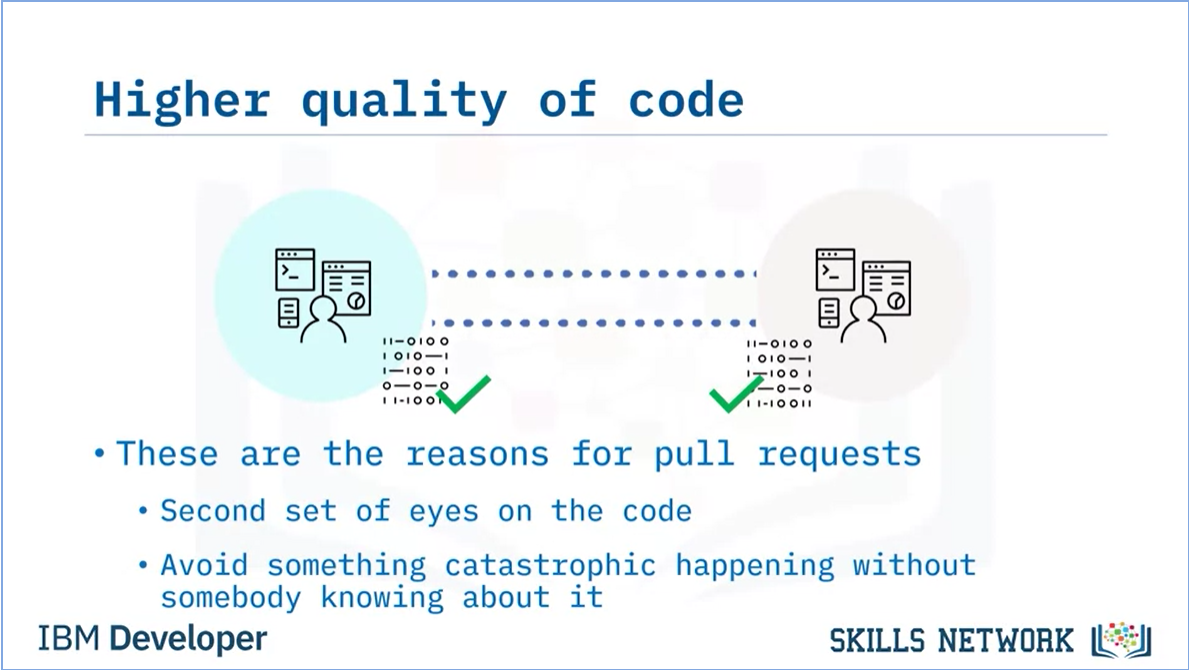 Higher quality of code
• These are the reasons for pull requests
• Second set of eyes on the code
• Avoid something catastrophic happening without
somebody knowing about it
IBM Developer
SKILLS NETWORK